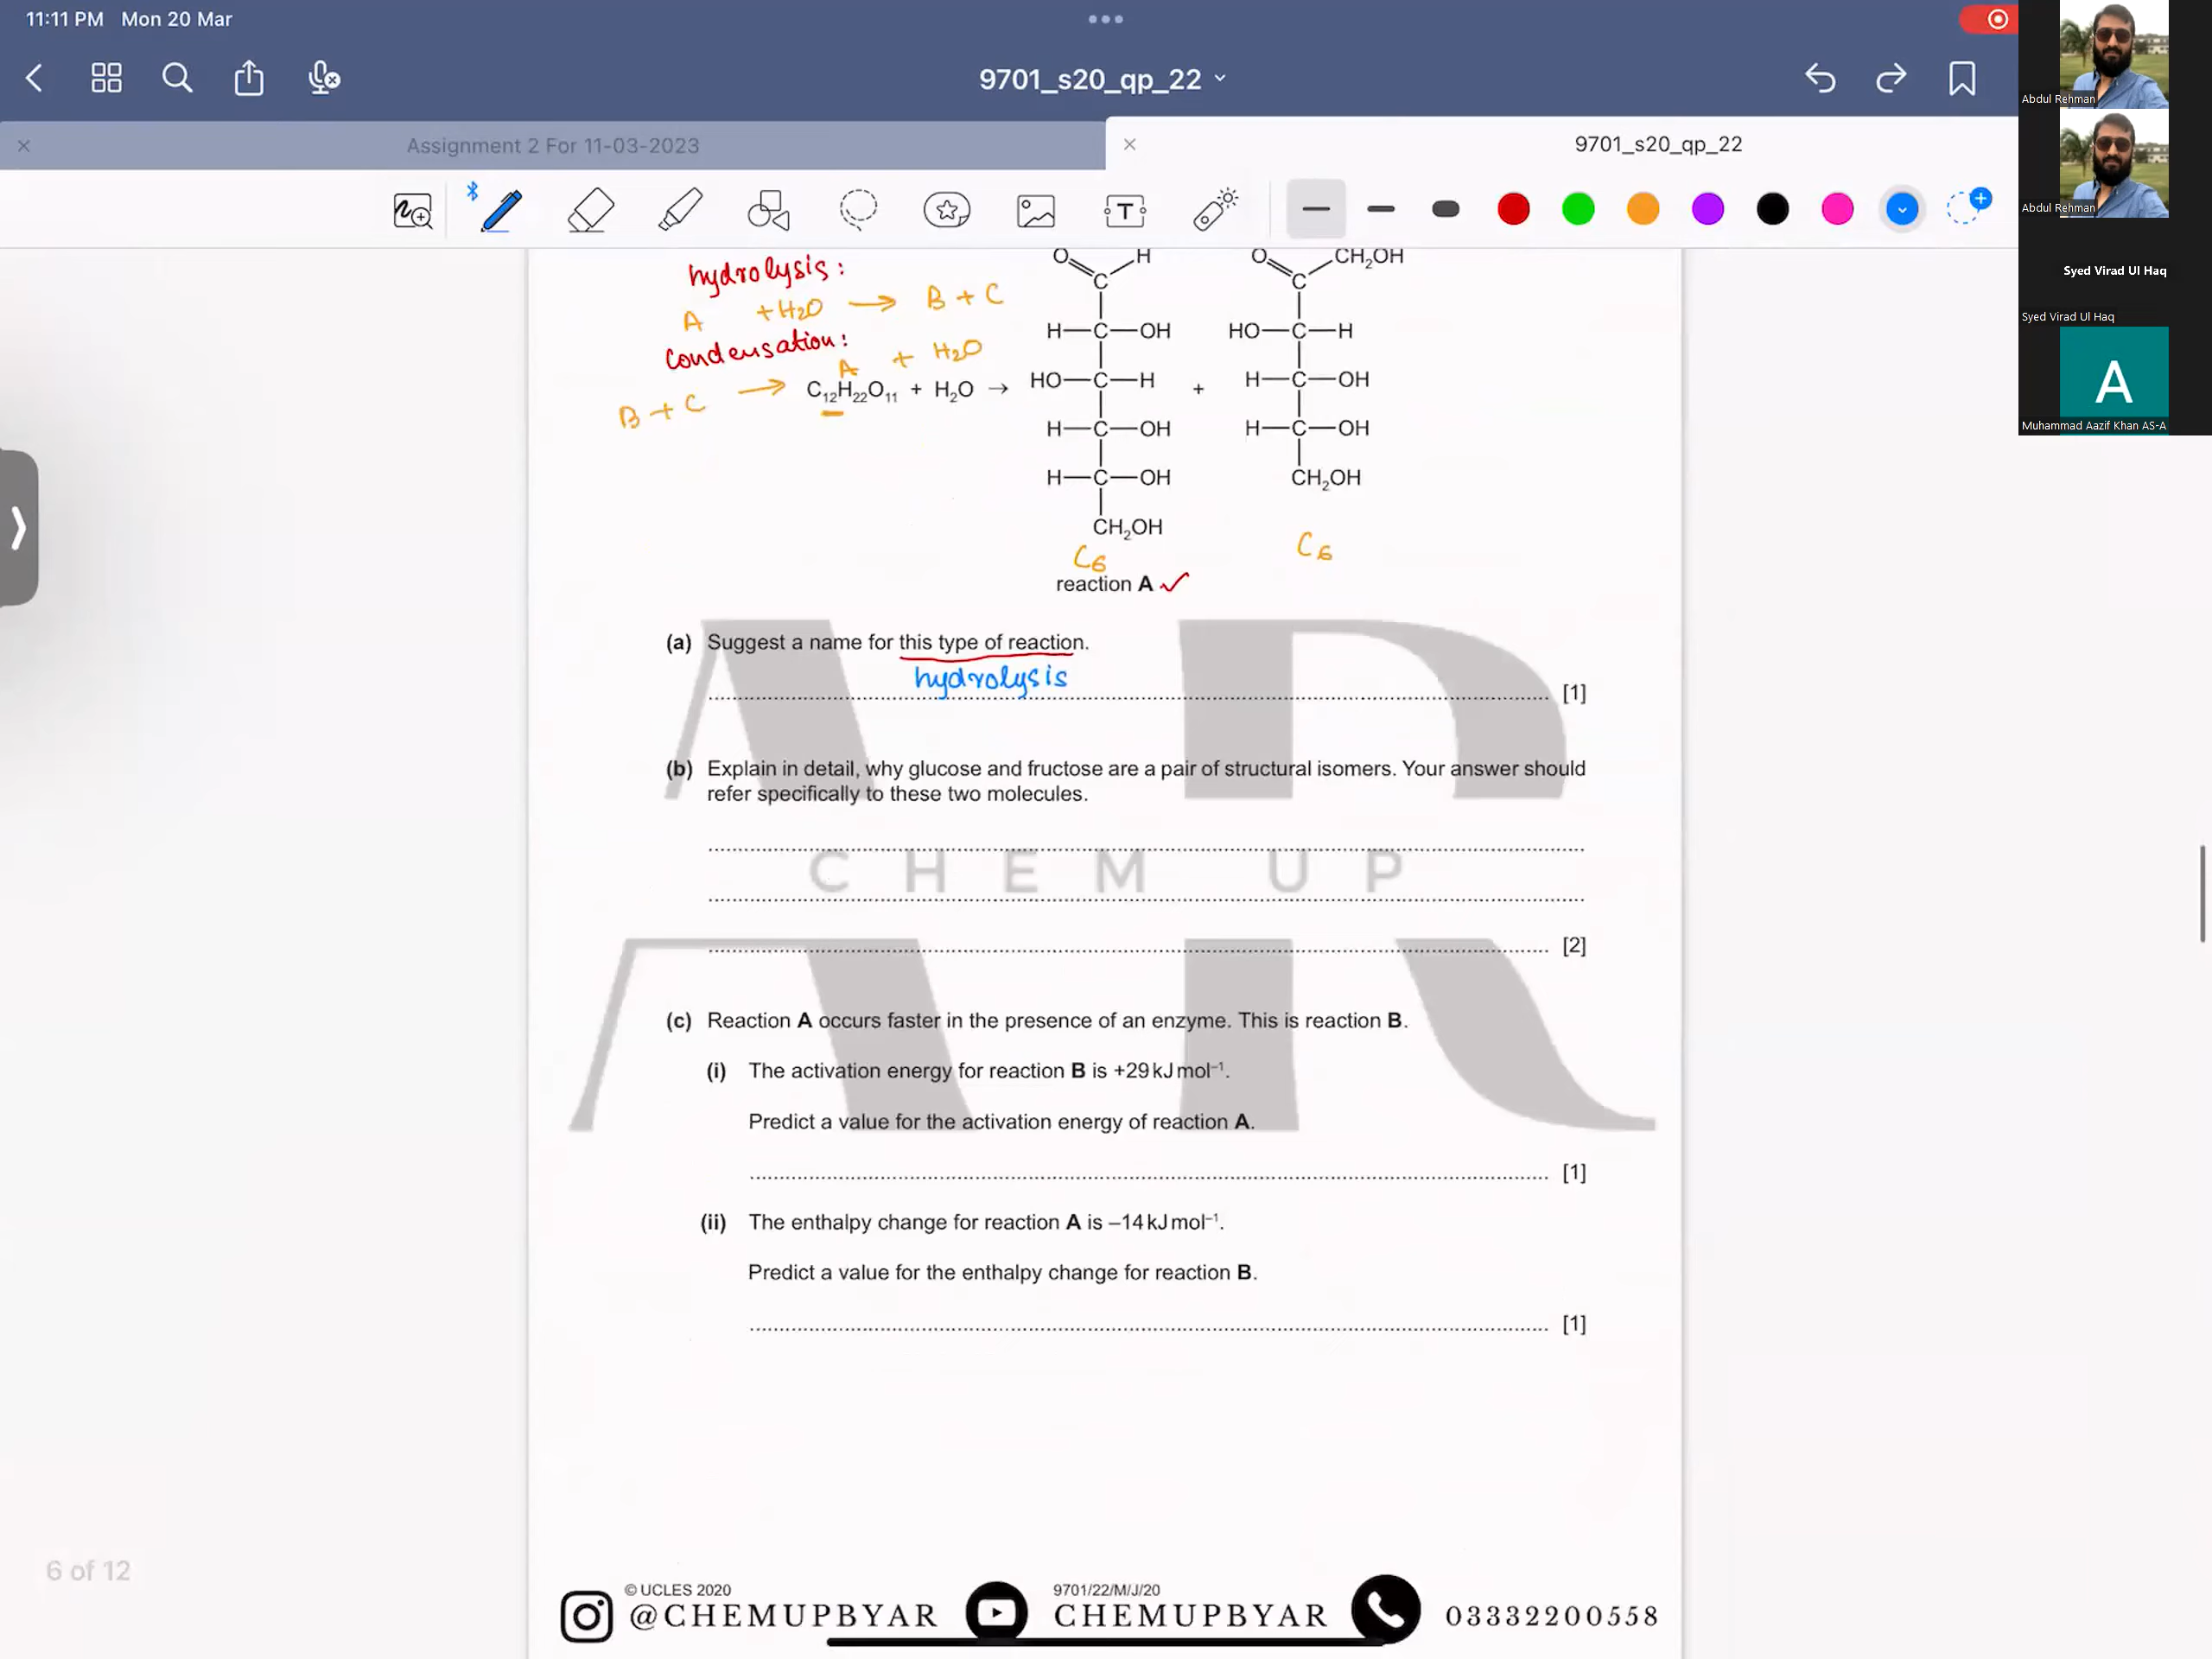 11:11 PM Mon 20 Mar
9701_s20_qp_22
Assignment 2 For 11-03-2023
9701_s20_qp_22
T
Abdul Rehman
Abdul Rehman
Syed Virad Ul Haq
Syed Virad Ul Haq
A
Muhammad Aazif Khan AS-A
hydrolysis:
A + H₂O → B + C
Condensation:
B + C → A + H₂O
C₁₂H₂₂O₁₁ + H₂O → +
O H
C
H—C—OH
HO—C—H
H—C—OH
H—C—OH
CH₂OH
C₆
O CH₂OH
C
HO—C—H
H—C—OH
H—C—OH
CH₂OH
C₆
reaction A ✓
(a) Suggest a name for this type of reaction.
hydrolysis
[1]
(b) Explain in detail, why glucose and fructose are a pair of structural isomers. Your answer should
refer specifically to these two molecules.
CHEM UP
[2]
AR
(c) Reaction A occurs faster in the presence of an enzyme. This is reaction B.
(i) The activation energy for reaction B is +29 kJ mol⁻¹.
Predict a value for the activation energy of reaction A.
[1]
(ii) The enthalpy change for reaction A is –14 kJ mol⁻¹.
Predict a value for the enthalpy change for reaction B.
[1]
6 of 12
© UCLES 2020 9701/22/M/J/20
@CHEMUPBYAR CHEMUPBYAR 03332200558